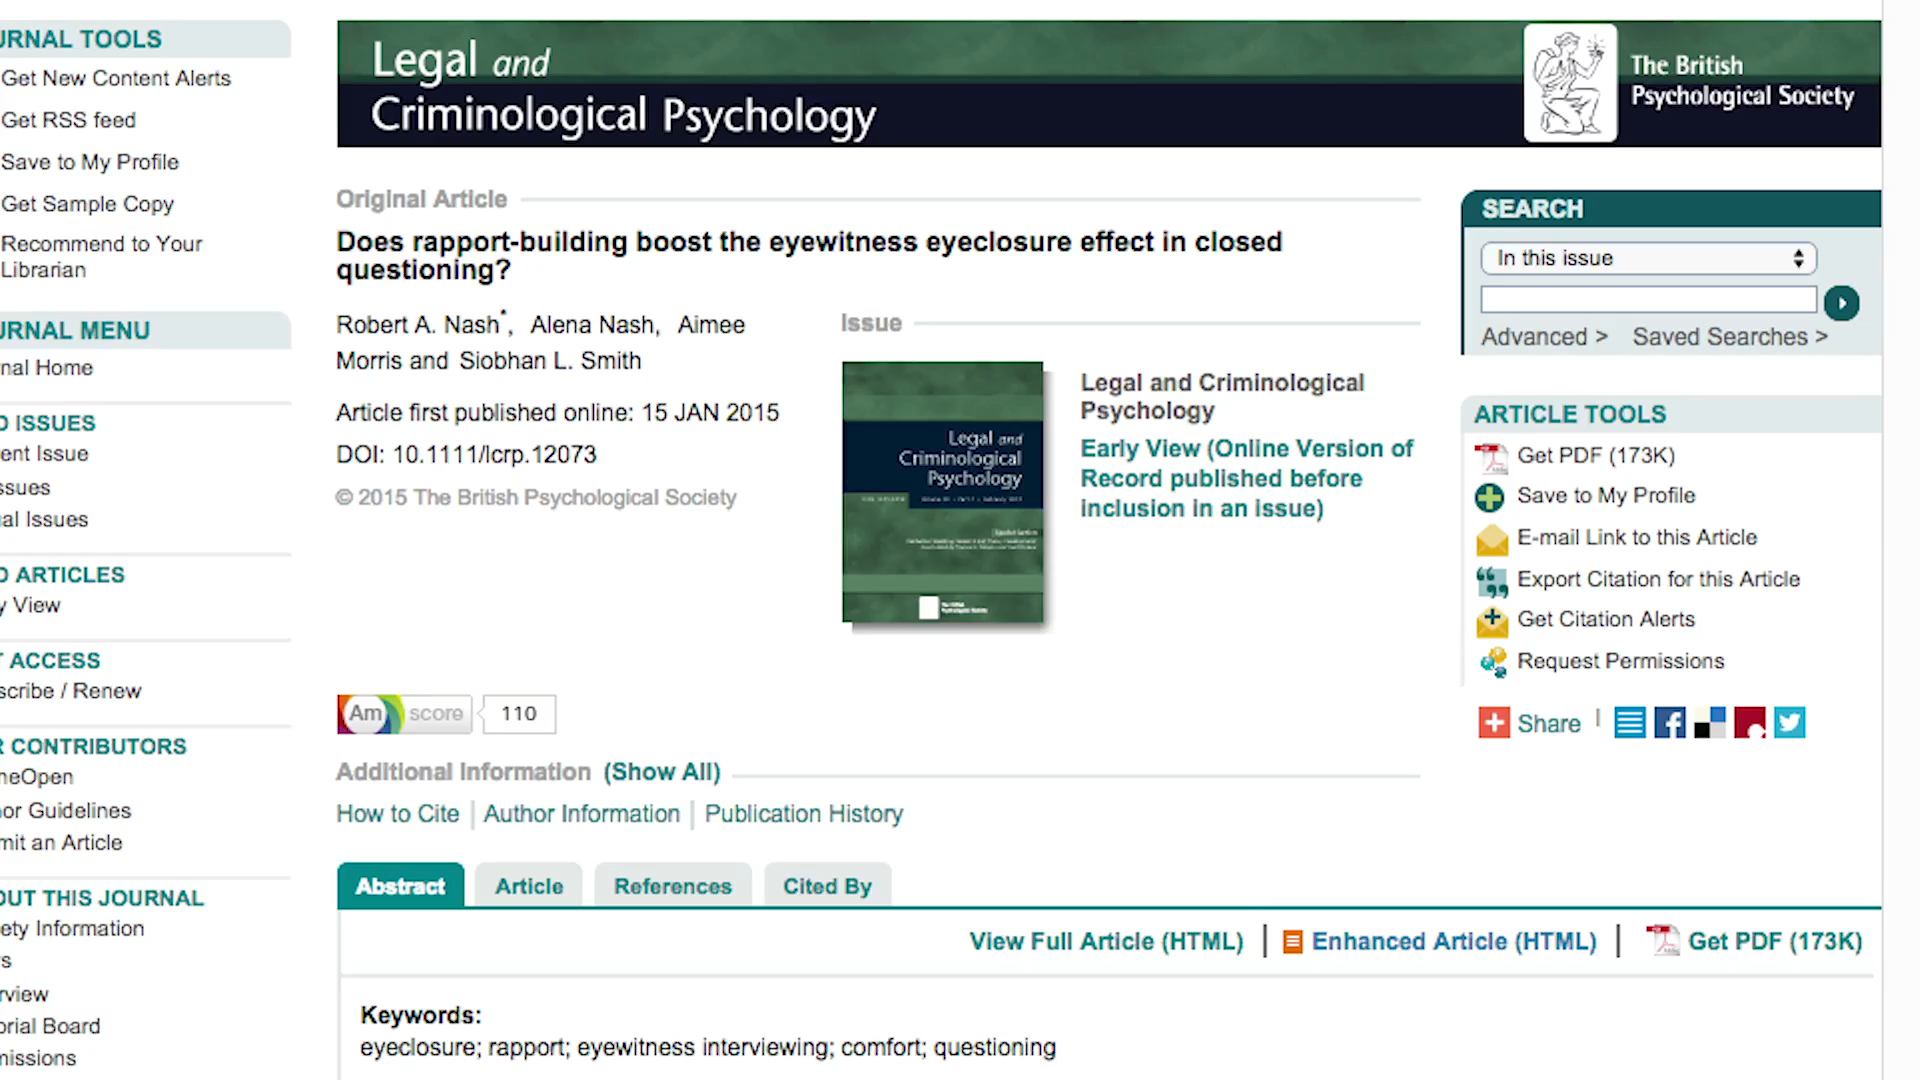 URNAL TOOLS
Get New Content Alerts
Get RSS feed
Save to My Profile
Get Sample Copy
Recommend to Your
Librarian
URNAL MENU
nal Home
D ISSUES
ent Issue
ssues
al Issues
D ARTICLES
y View
T ACCESS
scribe / Renew
R CONTRIBUTORS
neOpen
or Guidelines
mit an Article
OUT THIS JOURNAL
ety Information
s
rview
orial Board
missions
Legal and
Criminological Psychology
The British
Psychological Society
Original Article
Does rapport-building boost the eyewitness eyeclosure effect in closed
questioning?
Robert A. Nash*, Alena Nash, Aimee
Morris and Siobhan L. Smith
Article first published online: 15 JAN 2015
DOI: 10.1111/lcrp.12073
© 2015 The British Psychological Society
Issue
Legal and
Criminological
Psychology
Legal and Criminological
Psychology
Early View (Online Version of
Record published before
inclusion in an issue)
Am score 110
Additional Information (Show All)
How to Cite | Author Information | Publication History
Abstract Article References Cited By
View Full Article (HTML) | Enhanced Article (HTML) | Get PDF (173K)
Keywords:
eyeclosure; rapport; eyewitness interviewing; comfort; questioning
SEARCH
In this issue
Advanced > Saved Searches >
ARTICLE TOOLS
Get PDF (173K)
Save to My Profile
E-mail Link to this Article
Export Citation for this Article
Get Citation Alerts
Request Permissions
Share |